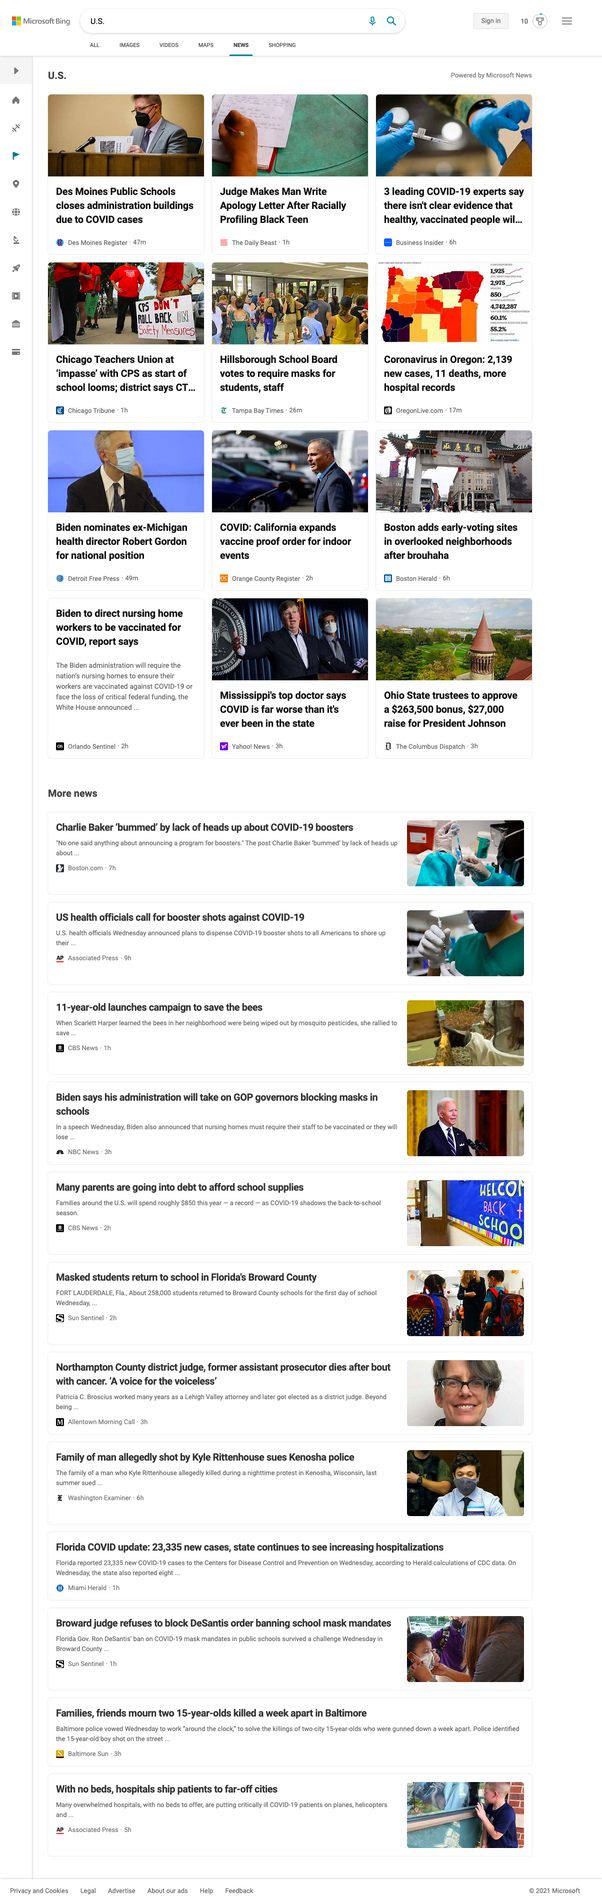 Microsoft Bing
U.S.
Sign in
10
ALL
IMAGES
VIDEOS
MAPS
NEWS
SHOPPING
U.S.
Powered by Microsoft News
Des Moines Public Schools
closes administration buildings
due to COVID cases
Des Moines Register · 47m
Judge Makes Man Write
Apology Letter After Racially
Profiling Black Teen
The Daily Beast · 1h
3 leading COVID-19 experts say
there isn't clear evidence that
healthy, vaccinated people wil...
Business Insider · 6h
CPS DON'T
ROLL BACK
Safety Measures
Chicago Teachers Union at
‘impasse’ with CPS as start of
school looms; district says CT...
Chicago Tribune · 1h
Hillsborough School Board
votes to require masks for
students, staff
Tampa Bay Times · 26m
1,925
2,975
850
4,742,287
60.1%
55.2%
Coronavirus in Oregon: 2,139
new cases, 11 deaths, more
hospital records
OregonLive.com · 17m
Biden nominates ex-Michigan
health director Robert Gordon
for national position
Detroit Free Press · 49m
COVID: California expands
vaccine proof order for indoor
events
Orange County Register · 2h
Boston adds early-voting sites
in overlooked neighborhoods
after brouhaha
Boston Herald · 6h
Biden to direct nursing home
workers to be vaccinated for
COVID, report says
The Biden administration will require the
nation's nursing homes to ensure their
workers are vaccinated against COVID-19 or
face the loss of critical federal funding, the
White House announced ...
Orlando Sentinel · 2h
Mississippi's top doctor says
COVID is far worse than it's
ever been in the state
Yahoo! News · 3h
Ohio State trustees to approve
a $263,500 bonus, $27,000
raise for President Johnson
The Columbus Dispatch · 3h
More news
Charlie Baker ‘bummed’ by lack of heads up about COVID-19 boosters
"No one said anything about announcing a program for boosters." The post Charlie Baker ‘bummed’ by lack of heads up
about ...
Boston.com · 7h
US health officials call for booster shots against COVID-19
U.S. health officials Wednesday announced plans to dispense COVID-19 booster shots to all Americans to shore up
their ...
AP Associated Press · 9h
11-year-old launches campaign to save the bees
When Scarlett Harper learned the bees in her neighborhood were being wiped out by mosquito pesticides, she rallied to
save ...
CBS News · 1h
Biden says his administration will take on GOP governors blocking masks in
schools
In a speech Wednesday, Biden also announced that nursing homes must require their staff to be vaccinated or they will
lose ...
NBC News · 3h
Many parents are going into debt to afford school supplies
Families around the U.S. will spend roughly $850 this year — a record — as COVID-19 shadows the back-to-school
season.
CBS News · 2h
WELCOM
BACK T
SCHOO
Masked students return to school in Florida's Broward County
FORT LAUDERDALE, Fla., About 258,000 students returned to Broward County schools for the first day of school
Wednesday, ...
Sun Sentinel · 2h
Northampton County district judge, former assistant prosecutor dies after bout
with cancer. ‘A voice for the voiceless’
Patricia C. Broscius worked many years as a Lehigh Valley attorney and later got elected as a district judge. Beyond
being ...
Allentown Morning Call · 3h
Family of man allegedly shot by Kyle Rittenhouse sues Kenosha police
The family of a man who Kyle Rittenhouse allegedly killed during a nighttime protest in Kenosha, Wisconsin, last
summer sued ...
Washington Examiner · 6h
Florida COVID update: 23,335 new cases, state continues to see increasing hospitalizations
Florida reported 23,335 new COVID-19 cases to the Centers for Disease Control and Prevention on Wednesday, according to Herald calculations of CDC data. On
Wednesday, the state also reported eight ...
Miami Herald · 1h
Broward judge refuses to block DeSantis order banning school mask mandates
Florida Gov. Ron DeSantis' ban on COVID-19 mask mandates in public schools survived a challenge Wednesday in
Broward County ...
Sun Sentinel · 1h
Families, friends mourn two 15-year-olds killed a week apart in Baltimore
Baltimore police vowed Wednesday to work "around the clock," to solve the killings of two city 15-year-olds who were gunned down a week apart. Police identified
the 15-year-old boy shot on the street ...
Baltimore Sun · 3h
With no beds, hospitals ship patients to far-off cities
Many overwhelmed hospitals, with no beds to offer, are putting critically ill COVID-19 patients on planes, helicopters
and ...
AP Associated Press · 5h
Privacy and Cookies
Legal
Advertise
About our ads
Help
Feedback
© 2021 Microsoft